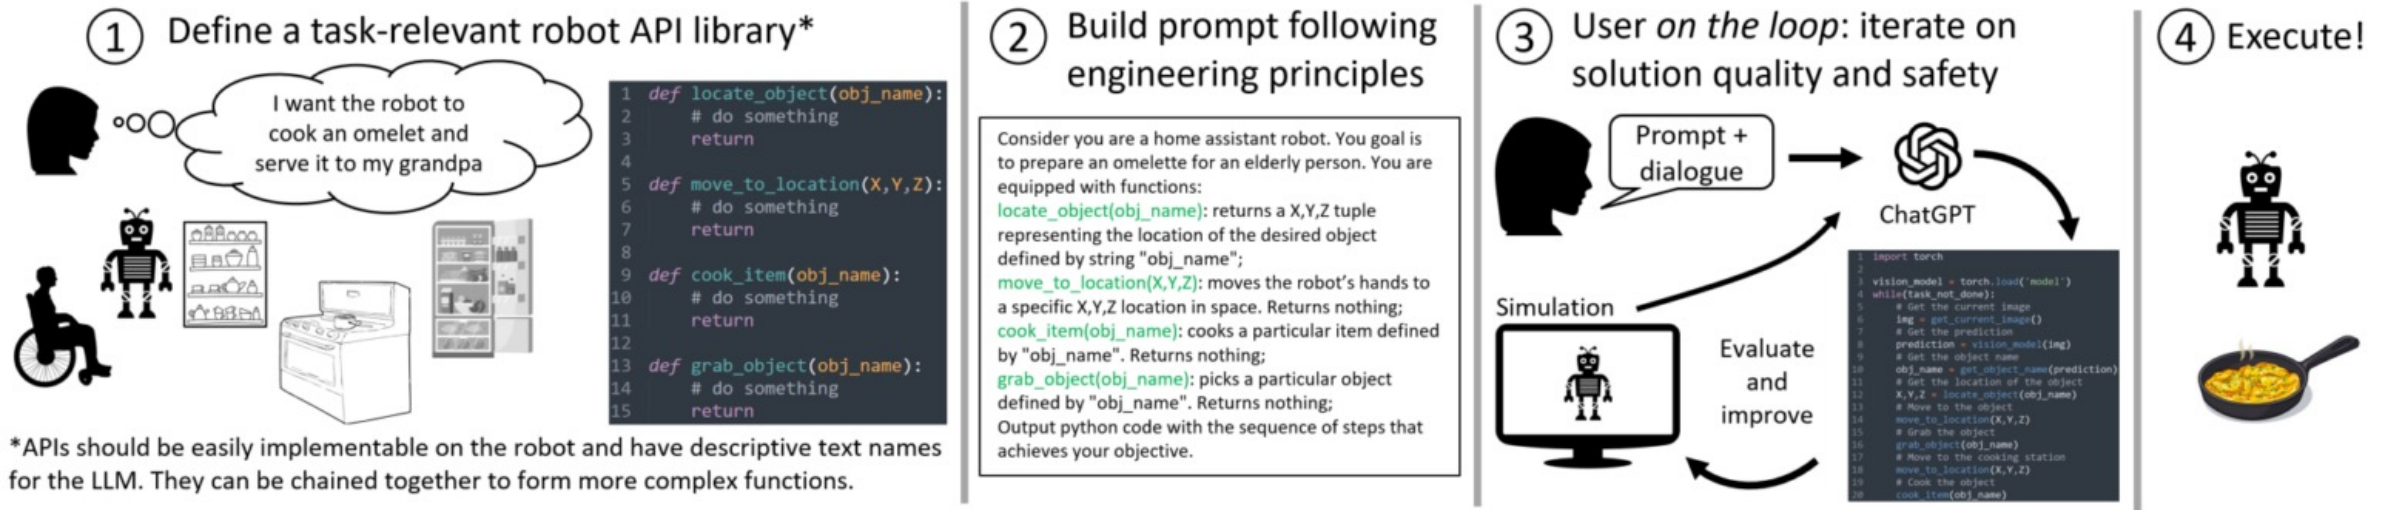 1 Define a task-relevant robot API library*
I want the robot to
cook an omelet and
serve it to my grandpa
1 def locate_object(obj_name):
2 # do something
3 return
4
5 def move_to_location(X,Y,Z):
6 # do something
7 return
8
9 def cook_item(obj_name):
10 # do something
11 return
12
13 def grab_object(obj_name):
14 # do something
15 return
*APIs should be easily implementable on the robot and have descriptive text names
for the LLM. They can be chained together to form more complex functions.
2 Build prompt following
engineering principles
Consider you are a home assistant robot. You goal is
to prepare an omelette for an elderly person. You are
equipped with functions:
locate_object(obj_name): returns a X,Y,Z tuple
representing the location of the desired object
defined by string "obj_name";
move_to_location(X,Y,Z): moves the robot's hands to
a specific X,Y,Z location in space. Returns nothing;
cook_item(obj_name): cooks a particular item defined
by "obj_name". Returns nothing;
grab_object(obj_name): picks a particular object
defined by "obj_name". Returns nothing;
Output python code with the sequence of steps that
achieves your objective.
3 User on the loop: iterate on
solution quality and safety
Prompt +
dialogue
ChatGPT
Simulation
Evaluate
and
improve
1 import torch
2
3 vision_model = torch.load('model')
4 while(task_not_done):
5 # Get the current image
6 img = get_current_image()
7 # Get the prediction
8 prediction = vision_model(img)
9 # Get the object name
10 obj_name = get_object_name(prediction)
11 # Get the location of the object
12 X,Y,Z = locate_object(obj_name)
13 # Move to the object
14 move_to_location(X,Y,Z)
15 # Grab the object
16 grab_object(obj_name)
17 # Move to the cooking station
18 move_to_location(X,Y,Z)
19 # Cook the object
20 cook_item(obj_name)
4 Execute!